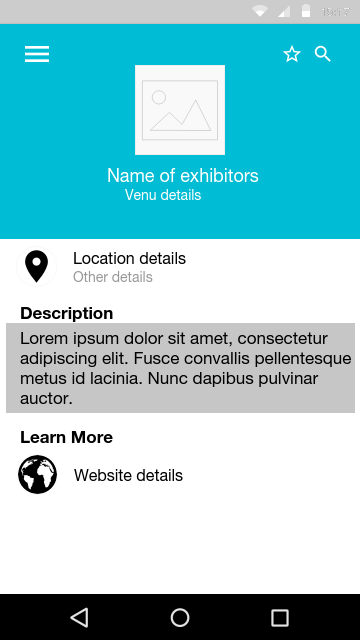 Name of exhibitors
Venu details
Location details
Other details
Description
Lorem ipsum dolor sit amet, consectetur
adipiscing elit. Fusce convallis pellentesque
metus id lacinia. Nunc dapibus pulvinar
auctor.
Learn More
Website details